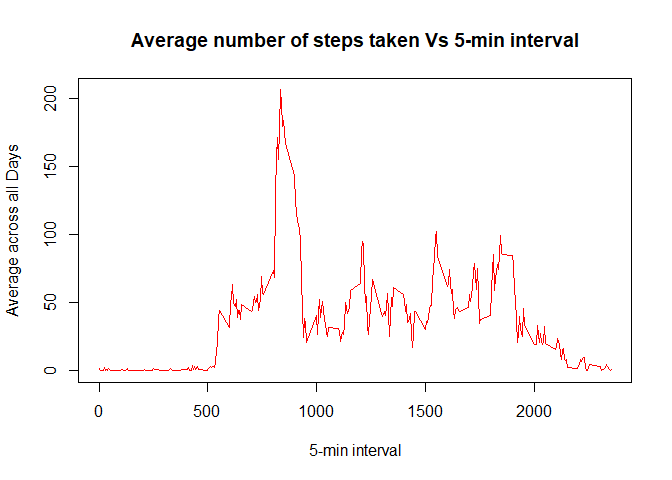 Average number of steps taken Vs 5-min interval
Average across all Days
200
150
100
50
0
0 500 1000 1500 2000
5-min interval